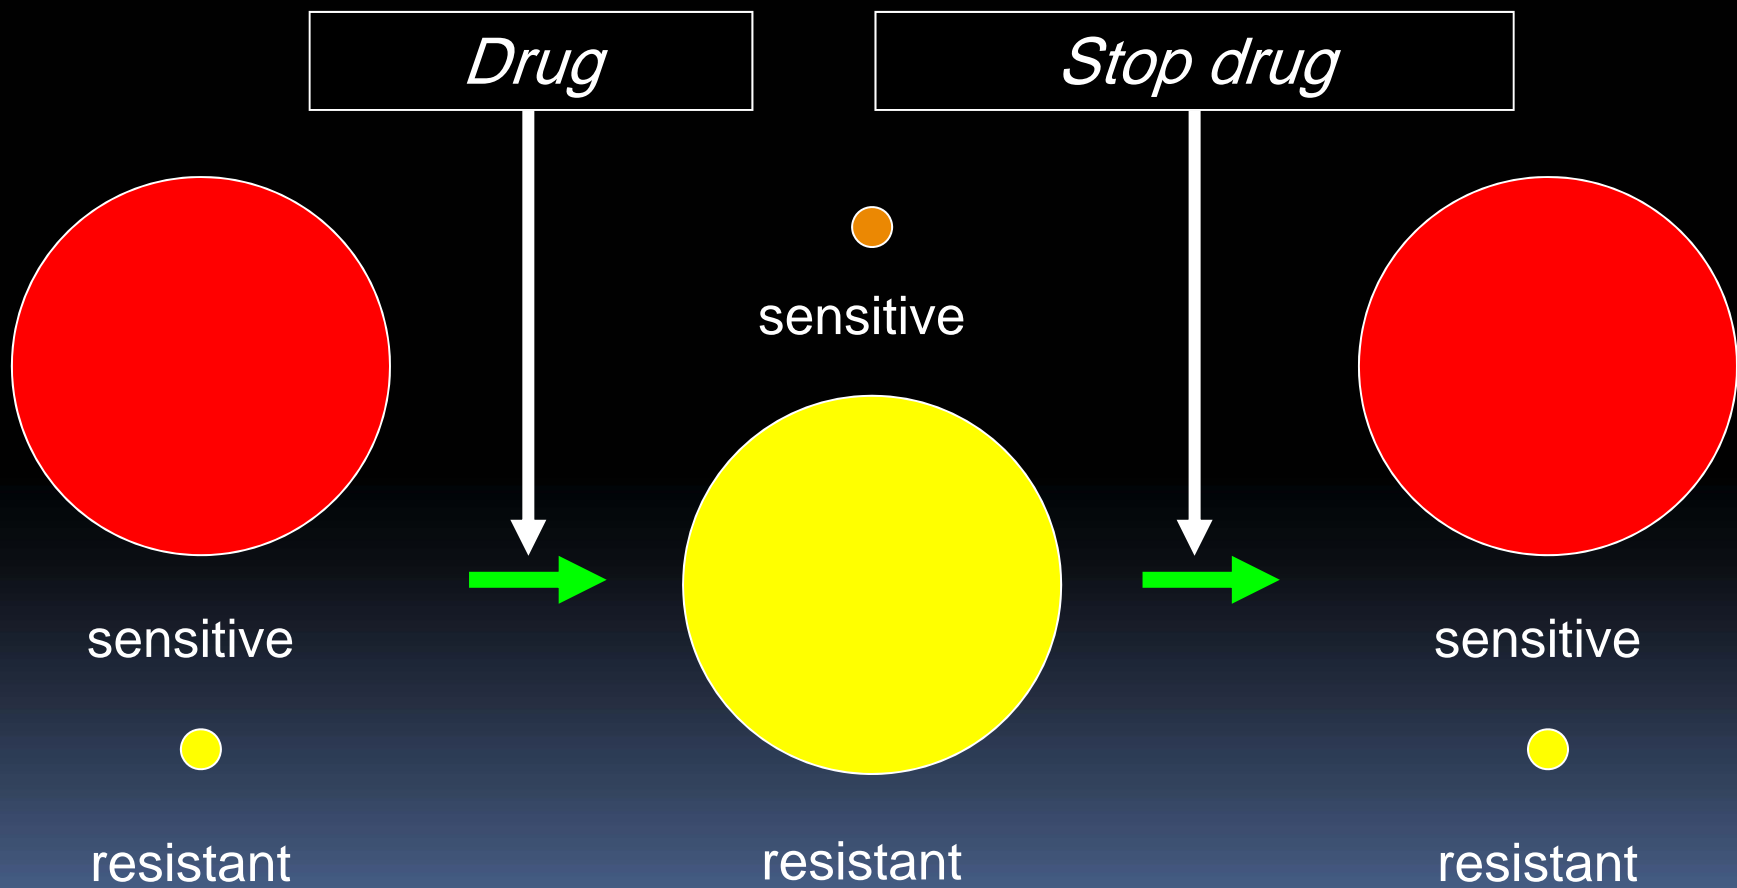 Drug
Stop drug
sensitive
sensitive
sensitive
resistant
resistant
resistant